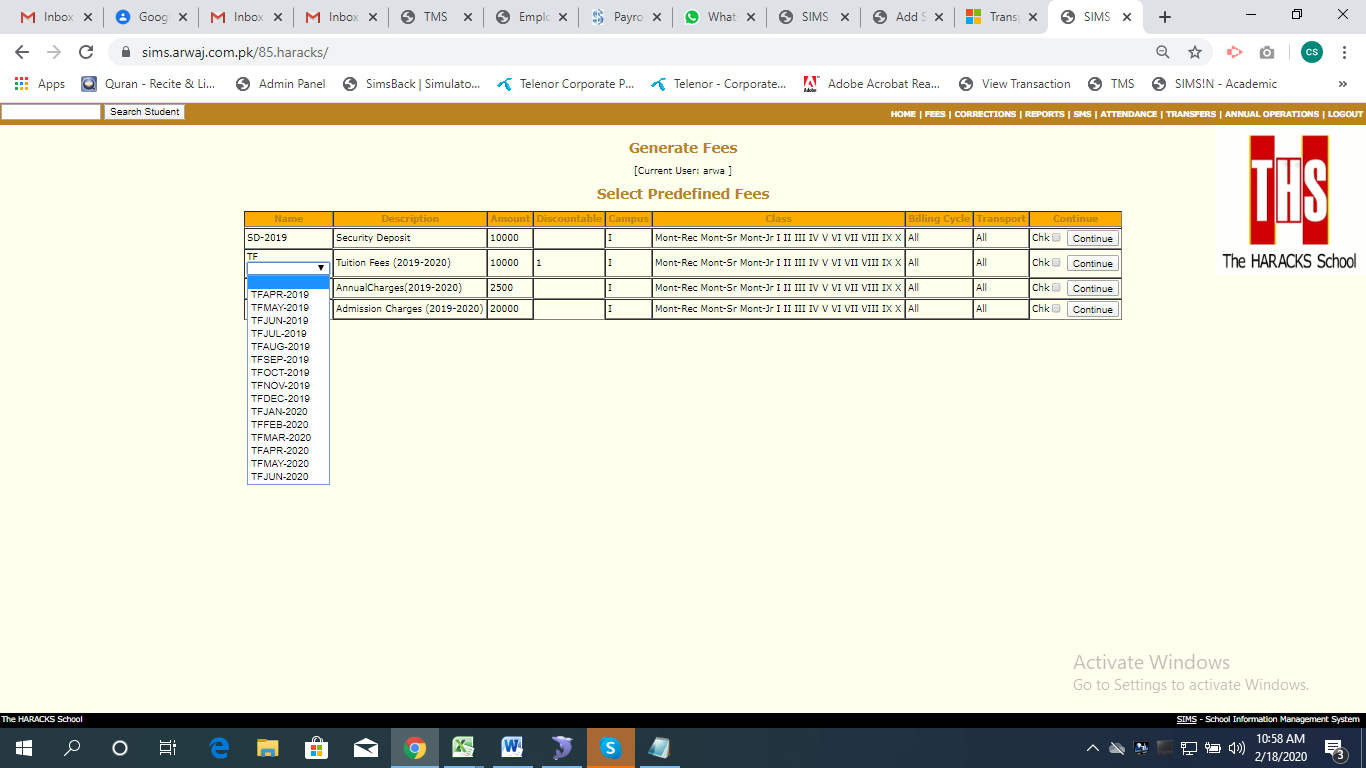 Inbox Googl Inbox Inbox TMS Emplo Payro What SIMS Add S Trans SIMS
sims.arwaj.com.pk/85.haracks/ CS
Apps Quran - Recite & Li... Admin Panel SimsBack | Simulato... Telenor Corporate P... Telenor - Corporate... Adobe Acrobat Rea... View Transaction TMS SIMS!N - Academic »
Search Student HOME | FEES | CORRECTIONS | REPORTS | SMS | ATTENDANCE | TRANSFERS | ANNUAL OPERATIONS | LOGOUT
Generate Fees
[Current User: arwa ]
Select Predefined Fees
THS
The HARACKS School
Name Description Amount Discountable Campus Class Billing Cycle Transport Continue
SD-2019 Security Deposit 10000 I Mont-Rec Mont-Sr Mont-Jr I II III IV V VI VII VIII IX X All All Chk Continue
TF Tuition Fees (2019-2020) 10000 1 I Mont-Rec Mont-Sr Mont-Jr I II III IV V VI VII VIII IX X All All Chk Continue
AnnualCharges(2019-2020) 2500 I Mont-Rec Mont-Sr Mont-Jr I II III IV V VI VII VIII IX X All All Chk Continue
Admission Charges (2019-2020) 20000 I Mont-Rec Mont-Sr Mont-Jr I II III IV V VI VII VIII IX X All All Chk Continue
TFAPR-2019
TFMAY-2019
TFJUN-2019
TFJUL-2019
TFAUG-2019
TFSEP-2019
TFOCT-2019
TFNOV-2019
TFDEC-2019
TFJAN-2020
TFFEB-2020
TFMAR-2020
TFAPR-2020
TFMAY-2020
TFJUN-2020
Activate Windows
Go to Settings to activate Windows.
The HARACKS School SIMS - School Information Management System
10:58 AM
2/18/2020
3